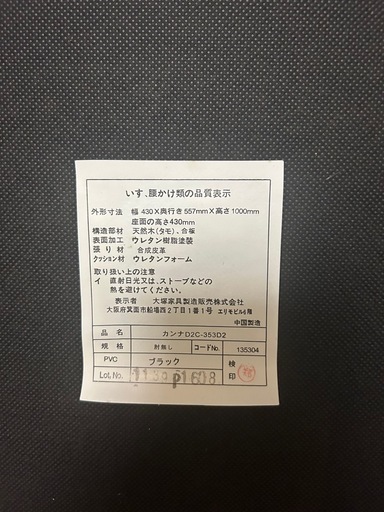 いす、腰かけ類の品質表示
外形寸法 幅430×奥行き557mm×高さ1000mm
座面の高さ430mm
構造部材 天然木(タモ)、合板
表面加工 ウレタン樹脂塗装
張り材 合成皮革
クッション材 ウレタンフォーム
取り扱い上の注意
イ 直射日光又は、ストーブなどの
熱を避けてください。
表示者 大塚家具製造販売株式会社
大阪府箕面市船場西2丁目1番1号 エリモビル6階
中国製造
品名 カンナD2C-353D2
規格 肘無し コードNo. 135304
PVC ブラック 検印
Lot.No. p1608